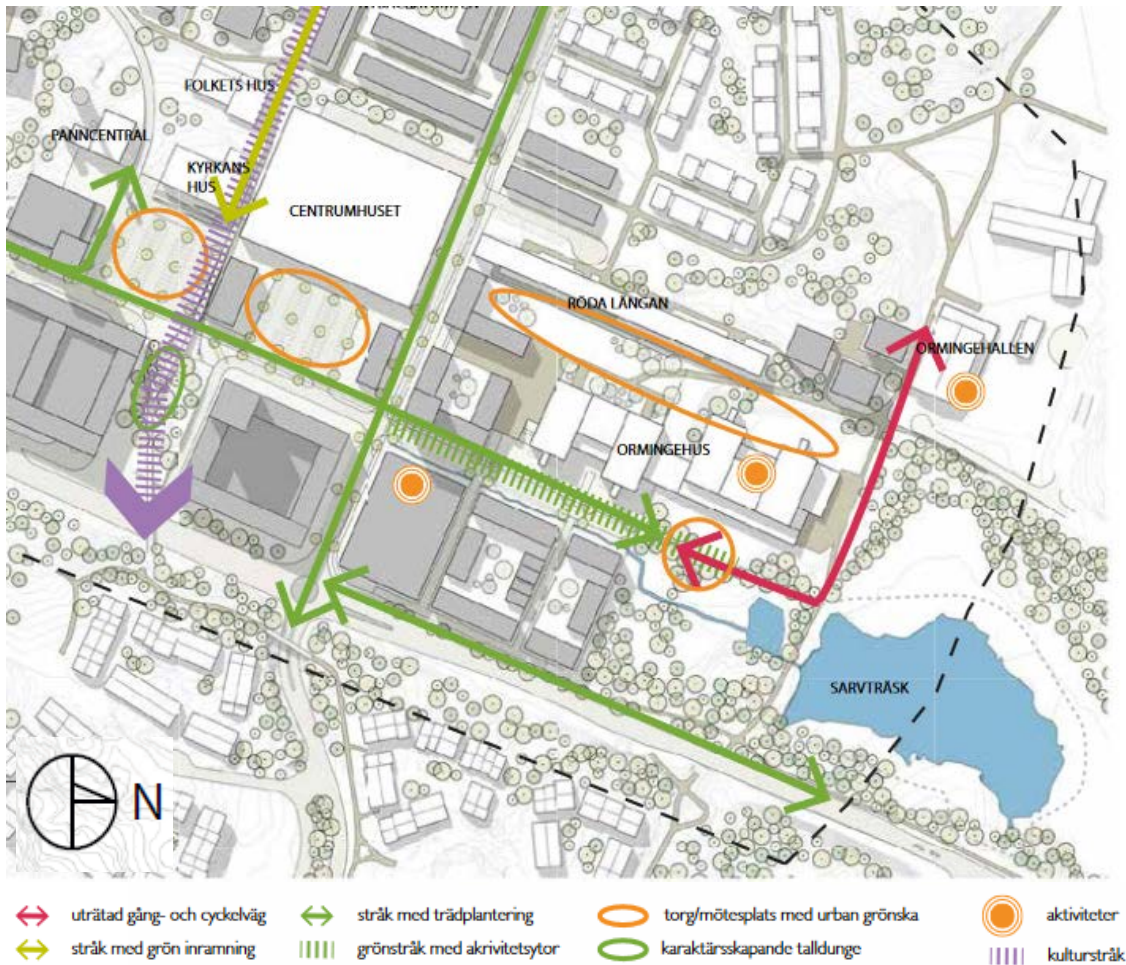 FOLKETS HUS
PANNCENTRAL
KYRKANS
HUS
CENTRUMHUSET
RÖDA LÄNGAN
ORMINGEHALLEN
ORMINGEHUS
SARVTRÄSK
N
uträtad gång- och cyckelväg
stråk med trädplantering
torg/mötesplats med urban grönska
aktiviteter
stråk med grön inramning
grönstråk med akrivitetsytor
karaktärsskapande talldunge
kulturstråk